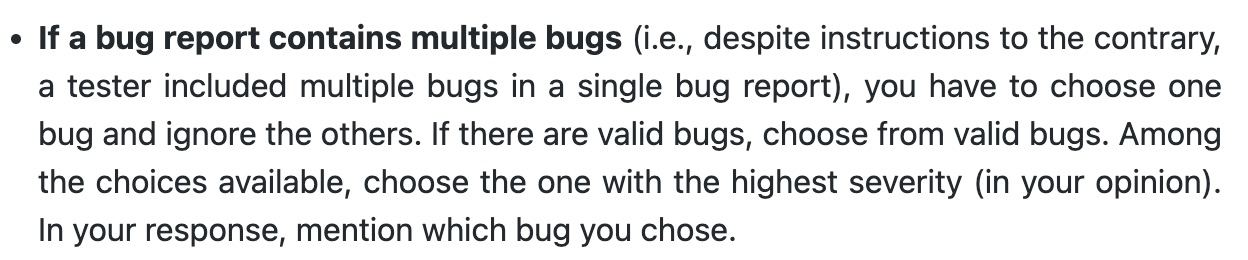 • If a bug report contains multiple bugs (i.e., despite instructions to the contrary,
a tester included multiple bugs in a single bug report), you have to choose one
bug and ignore the others. If there are valid bugs, choose from valid bugs. Among
the choices available, choose the one with the highest severity (in your opinion).
In your response, mention which bug you chose.